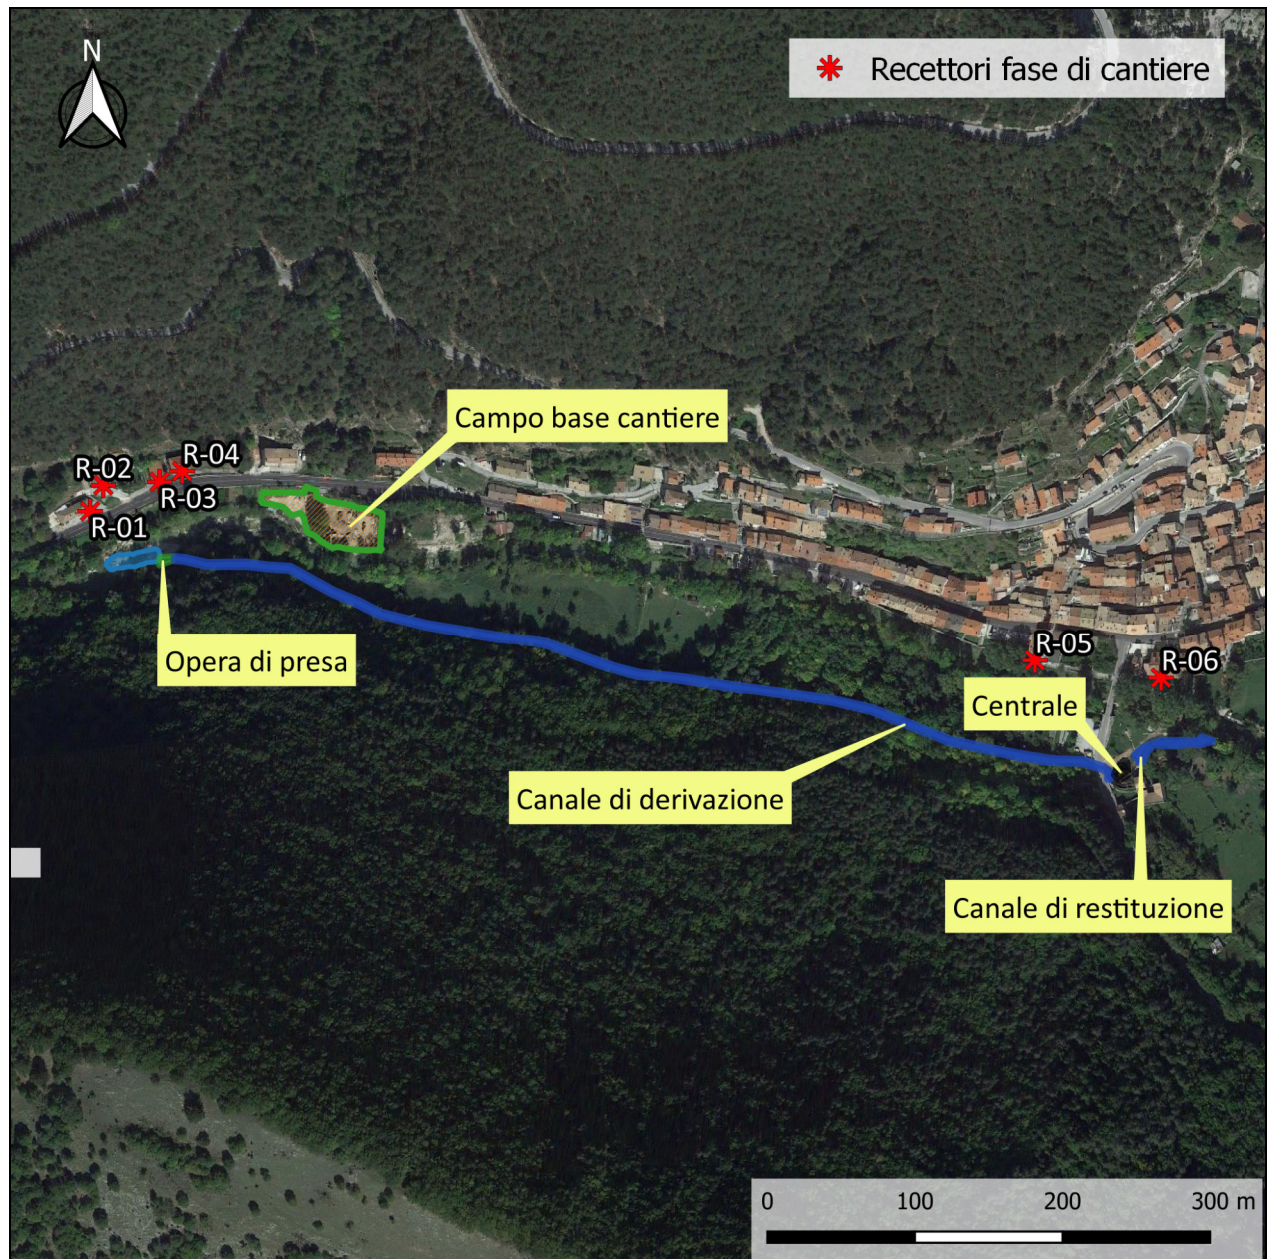 N
Recettori fase di cantiere
Campo base cantiere
R-02
R-04
R-03
R-01
Opera di presa
R-05
R-06
Centrale
Canale di derivazione
Canale di restituzione
0 100 200 300 m